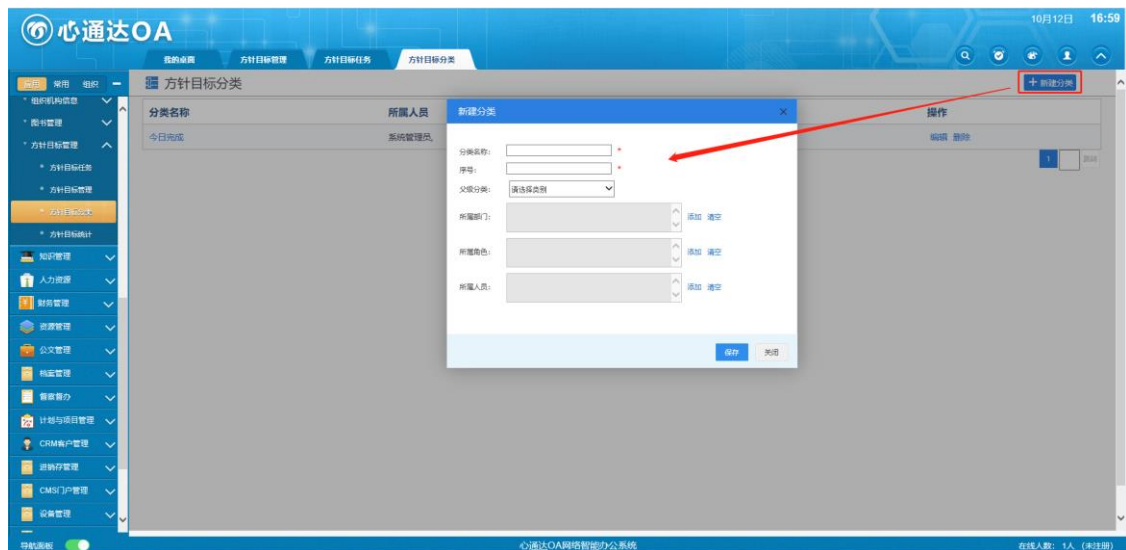 心通达OA
10月12日 16:59
我的桌面 方针目标管理 方针目标任务 方针目标分类
应用 常用 组织
方针目标分类
+ 新建分类
组织机构信息
图书管理
方针目标管理
方针目标任务
方针目标管理
方针目标分类
方针目标统计
知识管理
人力资源
财务管理
资源管理
公文管理
档案管理
督察督办
计划与项目管理
CRM客户管理
进销存管理
CMS门户管理
设备管理
分类名称 所属人员 操作
今日完成 系统管理员, 编辑 删除
1 跳转
新建分类
分类名称: *
序号: *
父级分类: 请选择类别
所属部门: 添加 清空
所属角色: 添加 清空
所属人员: 添加 清空
保存 关闭
导航面板
心通达OA网络智能办公系统
在线人数: 1人 (未注册)